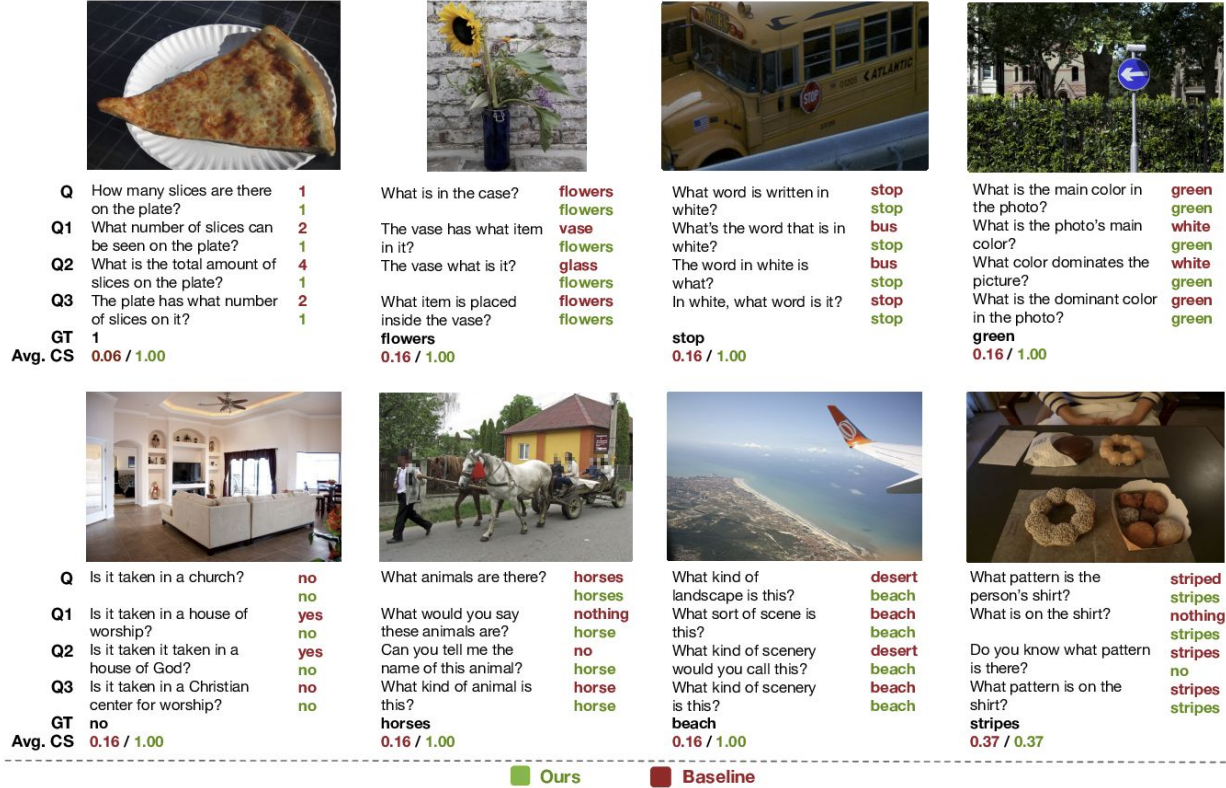 STOP
ATLANTIC
Q How many slices are there 1 What is in the case? flowers What word is written in stop What is the main color in green
on the plate? 1 flowers white? stop the photo? green
Q1 What number of slices can 2 The vase has what item vase What's the word that is in bus What is the photo's main white
be seen on the plate? 1 in it? flowers white? stop color? green
Q2 What is the total amount of 4 The vase what is it? glass The word in white is bus What color dominates the white
slices on the plate? 1 flowers what? stop picture? green
Q3 The plate has what number 2 What item is placed flowers In white, what word is it? stop What is the dominant color green
of slices on it? 1 inside the vase? flowers stop in the photo? green
GT 1 flowers stop green
Avg. CS 0.06 / 1.00 0.16 / 1.00 0.16 / 1.00 0.16 / 1.00
Q Is it taken in a church? no What animals are there? horses What kind of desert What pattern is the striped
no horses landscape is this? beach person's shirt? stripes
Q1 Is it taken in a house of yes What would you say nothing What sort of scene is beach What is on the shirt? nothing
worship? no these animals are? horse this? beach stripes
Q2 Is it taken it taken in a yes Can you tell me the no What kind of scenery desert Do you know what pattern stripes
house of God? no name of this animal? horse would you call this? beach is there? no
Q3 Is it taken in a Christian no What kind of animal is horse What kind of scenery beach What pattern is on the stripes
center for worship? no this? horse is this? beach shirt? stripes
GT no horses beach stripes
Avg. CS 0.16 / 1.00 0.16 / 1.00 0.16 / 1.00 0.37 / 0.37
Ours Baseline